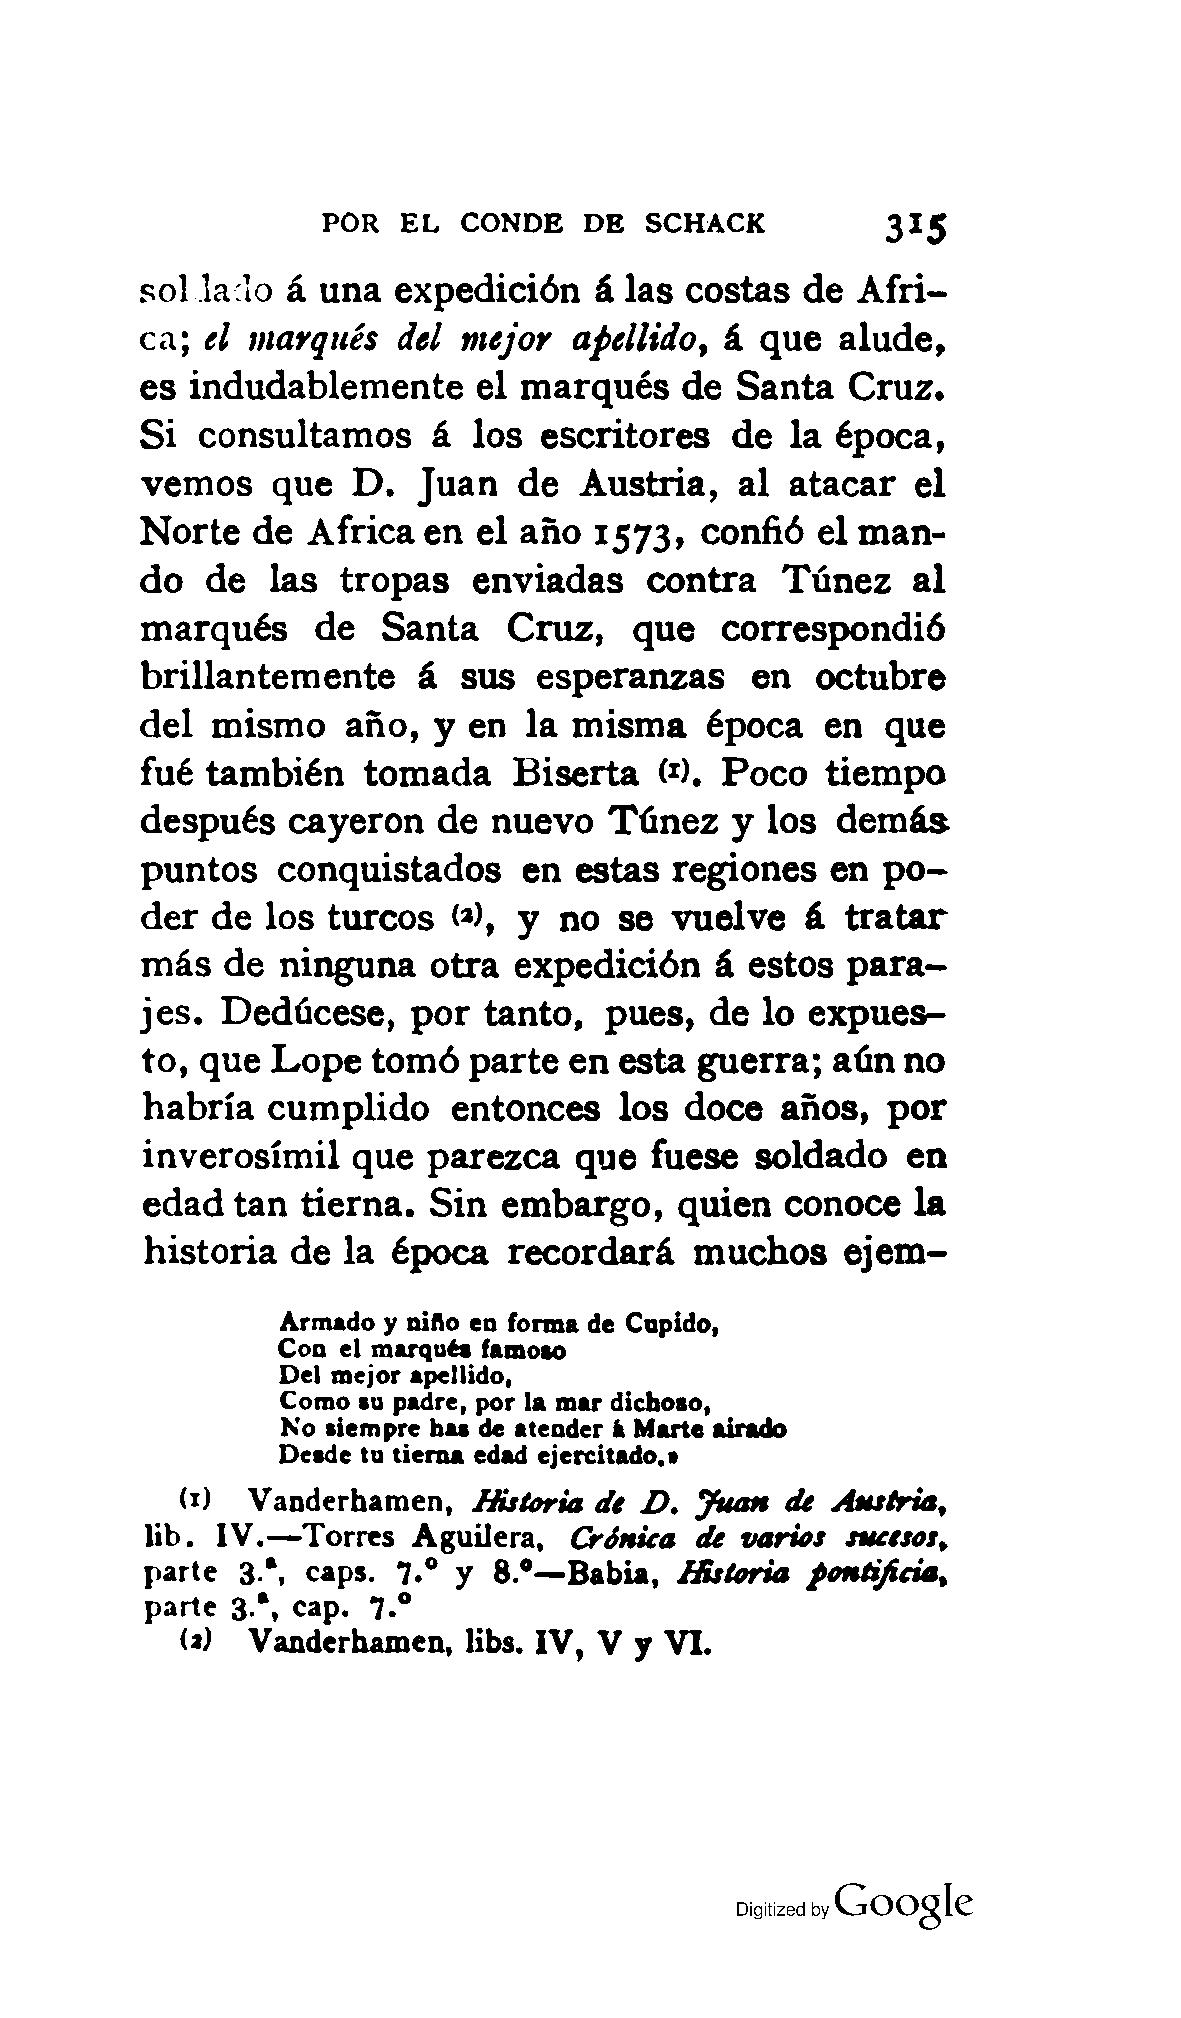 POR EL CONDE DE SCHACK 315
soldado á una expedición á las costas de Afri-
ca; el marqués del mejor apellido, á que alude,
es indudablemente el marqués de Santa Cruz.
Si consultamos á los escritores de la época,
vemos que D. Juan de Austria, al atacar el
Norte de Africa en el año 1573, confió el man-
do de las tropas enviadas contra Túnez al
marqués de Santa Cruz, que correspondió
brillantemente á sus esperanzas en octubre
del mismo año, y en la misma época en que
fué también tomada Biserta (1). Poco tiempo
después cayeron de nuevo Túnez y los demás
puntos conquistados en estas regiones en po-
der de los turcos (2), y no se vuelve á tratar
más de ninguna otra expedición á estos para-
jes. Dedúcese, por tanto, pues, de lo expues-
to, que Lope tomó parte en esta guerra; aún no
habría cumplido entonces los doce años, por
inverosímil que parezca que fuese soldado en
edad tan tierna. Sin embargo, quien conoce la
historia de la época recordará muchos ejem-
Armado y niño en forma de Cupido,
Con el marqués famoso
Del mejor apellido,
Como su padre, por la mar dichoso,
No siempre has de atender á Marte airado
Desde tu tierna edad ejercitado.»
(1) Vanderhamen, Historia de D. Juan de Austria,
lib. IV.—Torres Aguilera, Crónica de varios sucesos,
parte 3.ª, caps. 7.º y 8.º—Babia, Historia pontificia,
parte 3.ª, cap. 7.º
(2) Vanderhamen, libs. IV, V y VI.
Digitized by Google